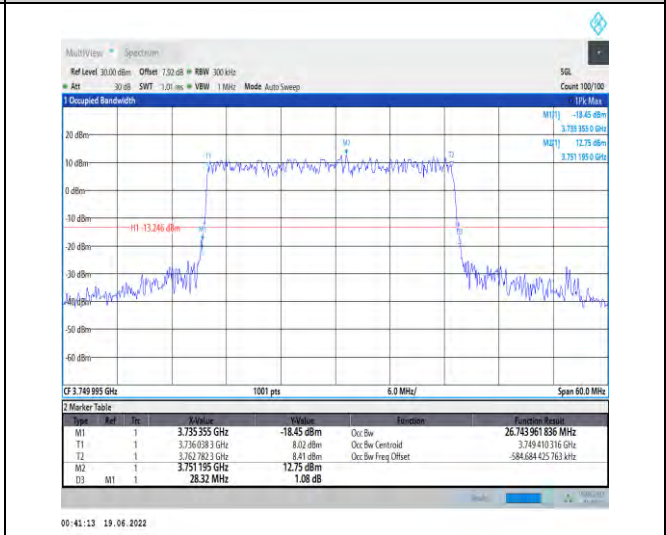 MultiView Spectrum
Ref Level 30.00 dBm Offset 7.92 dB RBW 300 kHz SGL
Att 30 dB SWT 1.01 ms VBW 1 MHz Mode Auto Sweep Count 100/100
1 Occupied Bandwidth 1Pk Max
M1[1] -18.45 dBm
3.735 355 0 GHz
20 dBm
M2[1] 12.75 dBm
3.751 195 0 GHz
M2
T1 T2
10 dBm
0 dBm
-10 dBm
H1 -13.246 dBm
M1
-20 dBm
-30 dBm
-40 dBm
-50 dBm
-60 dBm
CF 3.749 995 GHz 1001 pts 6.0 MHz/ Span 60.0 MHz
2 Marker Table
Type Ref Trc X-Value Y-Value Function Function Result
M1 1 3.735 355 GHz -18.45 dBm Occ Bw 26.743 961 836 MHz
T1 1 3.736 038 3 GHz 8.02 dBm Occ Bw Centroid 3.749 410 316 GHz
T2 1 3.762 782 3 GHz 8.41 dBm Occ Bw Freq Offset -584.684 425 763 kHz
M2 1 3.751 195 GHz 12.75 dBm
D3 M1 1 28.32 MHz 1.08 dB
00:41:13 19.06.2022